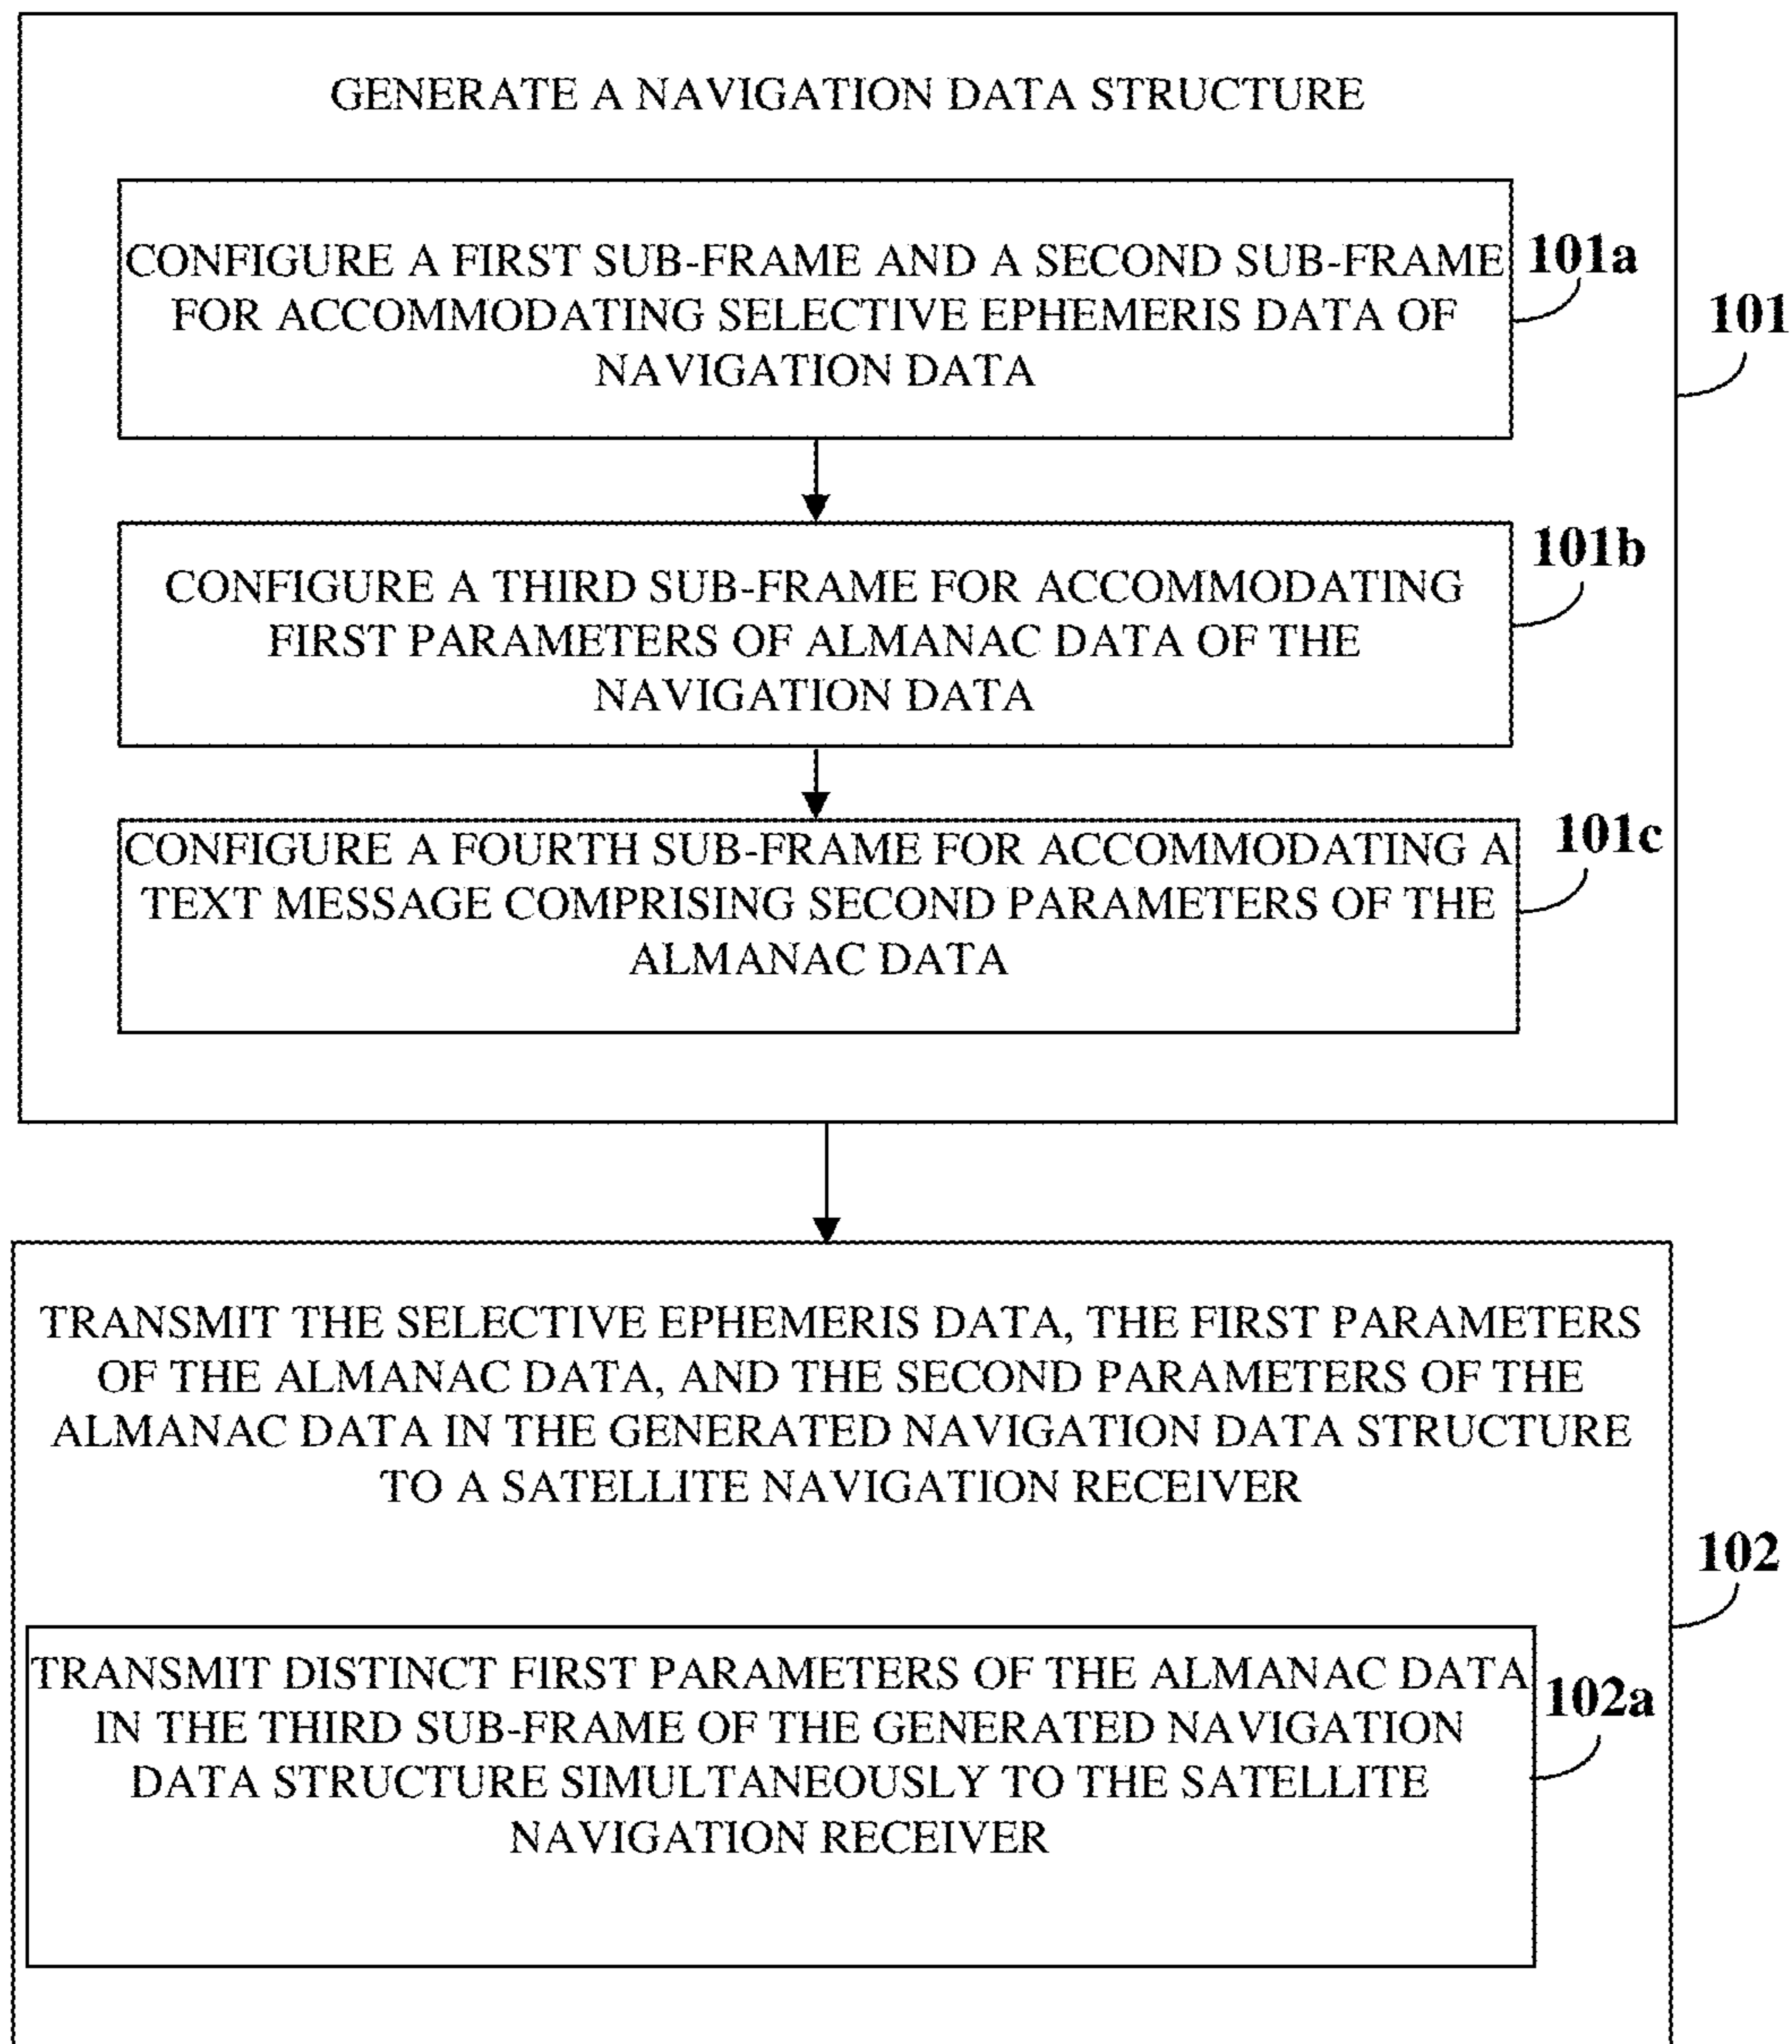 GENERATE A NAVIGATION DATA STRUCTURE
CONFIGURE A FIRST SUB-FRAME AND A SECOND SUB-FRAME
FOR ACCOMMODATING SELECTIVE EPHEMERIS DATA OF
NAVIGATION DATA
101a
101
CONFIGURE A THIRD SUB-FRAME FOR ACCOMMODATING
FIRST PARAMETERS OF ALMANAC DATA OF THE
NAVIGATION DATA
101b
CONFIGURE A FOURTH SUB-FRAME FOR ACCOMMODATING A
TEXT MESSAGE COMPRISING SECOND PARAMETERS OF THE
ALMANAC DATA
101c
TRANSMIT THE SELECTIVE EPHEMERIS DATA, THE FIRST PARAMETERS
OF THE ALMANAC DATA, AND THE SECOND PARAMETERS OF THE
ALMANAC DATA IN THE GENERATED NAVIGATION DATA STRUCTURE
TO A SATELLITE NAVIGATION RECEIVER
102
TRANSMIT DISTINCT FIRST PARAMETERS OF THE ALMANAC DATA
IN THE THIRD SUB-FRAME OF THE GENERATED NAVIGATION
DATA STRUCTURE SIMULTANEOUSLY TO THE SATELLITE
NAVIGATION RECEIVER
102a